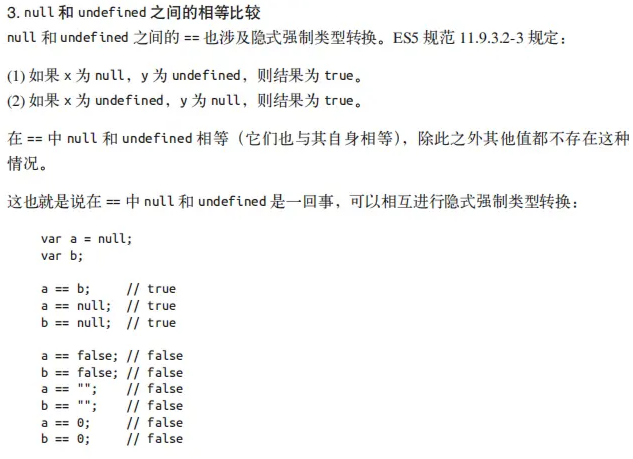 3. null 和 undefined 之间的相等比较
null 和 undefined 之间的 == 也涉及隐式强制类型转换。ES5 规范 11.9.3.2-3 规定：
(1) 如果 x 为 null，y 为 undefined，则结果为 true。
(2) 如果 x 为 undefined，y 为 null，则结果为 true。
在 == 中 null 和 undefined 相等（它们也与其自身相等），除此之外其他值都不存在这种
情况。
这也就是说在 == 中 null 和 undefined 是一回事，可以相互进行隐式强制类型转换：
var a = null;
var b;
a == b;     // true
a == null;  // true
b == null;  // true
a == false; // false
b == false; // false
a == "";    // false
b == "";    // false
a == 0;     // false
b == 0;     // false